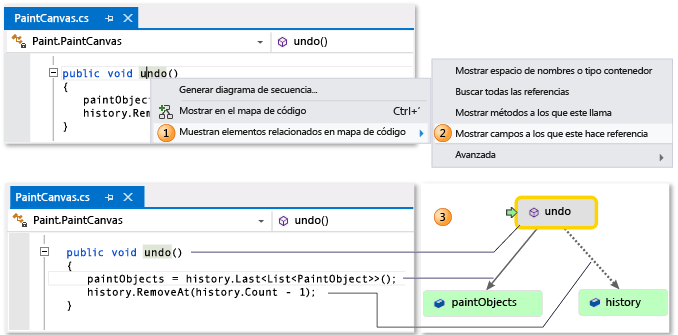 PaintCanvas.cs
Paint.PaintCanvas
undo()
public void undo()
{
paintObject
history.Rem
}
Generar diagrama de secuencia...
Mostrar en el mapa de código Ctrl+´
1 Muestran elementos relacionados en mapa de código
Mostrar espacio de nombres o tipo contenedor
Buscar todas las referencias
Mostrar métodos a los que este llama
2 Mostrar campos a los que este hace referencia
Avanzada
PaintCanvas.cs
Paint.PaintCanvas
undo()
public void undo()
{
paintObjects = history.Last<List<PaintObject>>();
history.RemoveAt(history.Count - 1);
}
3
undo
paintObjects
history